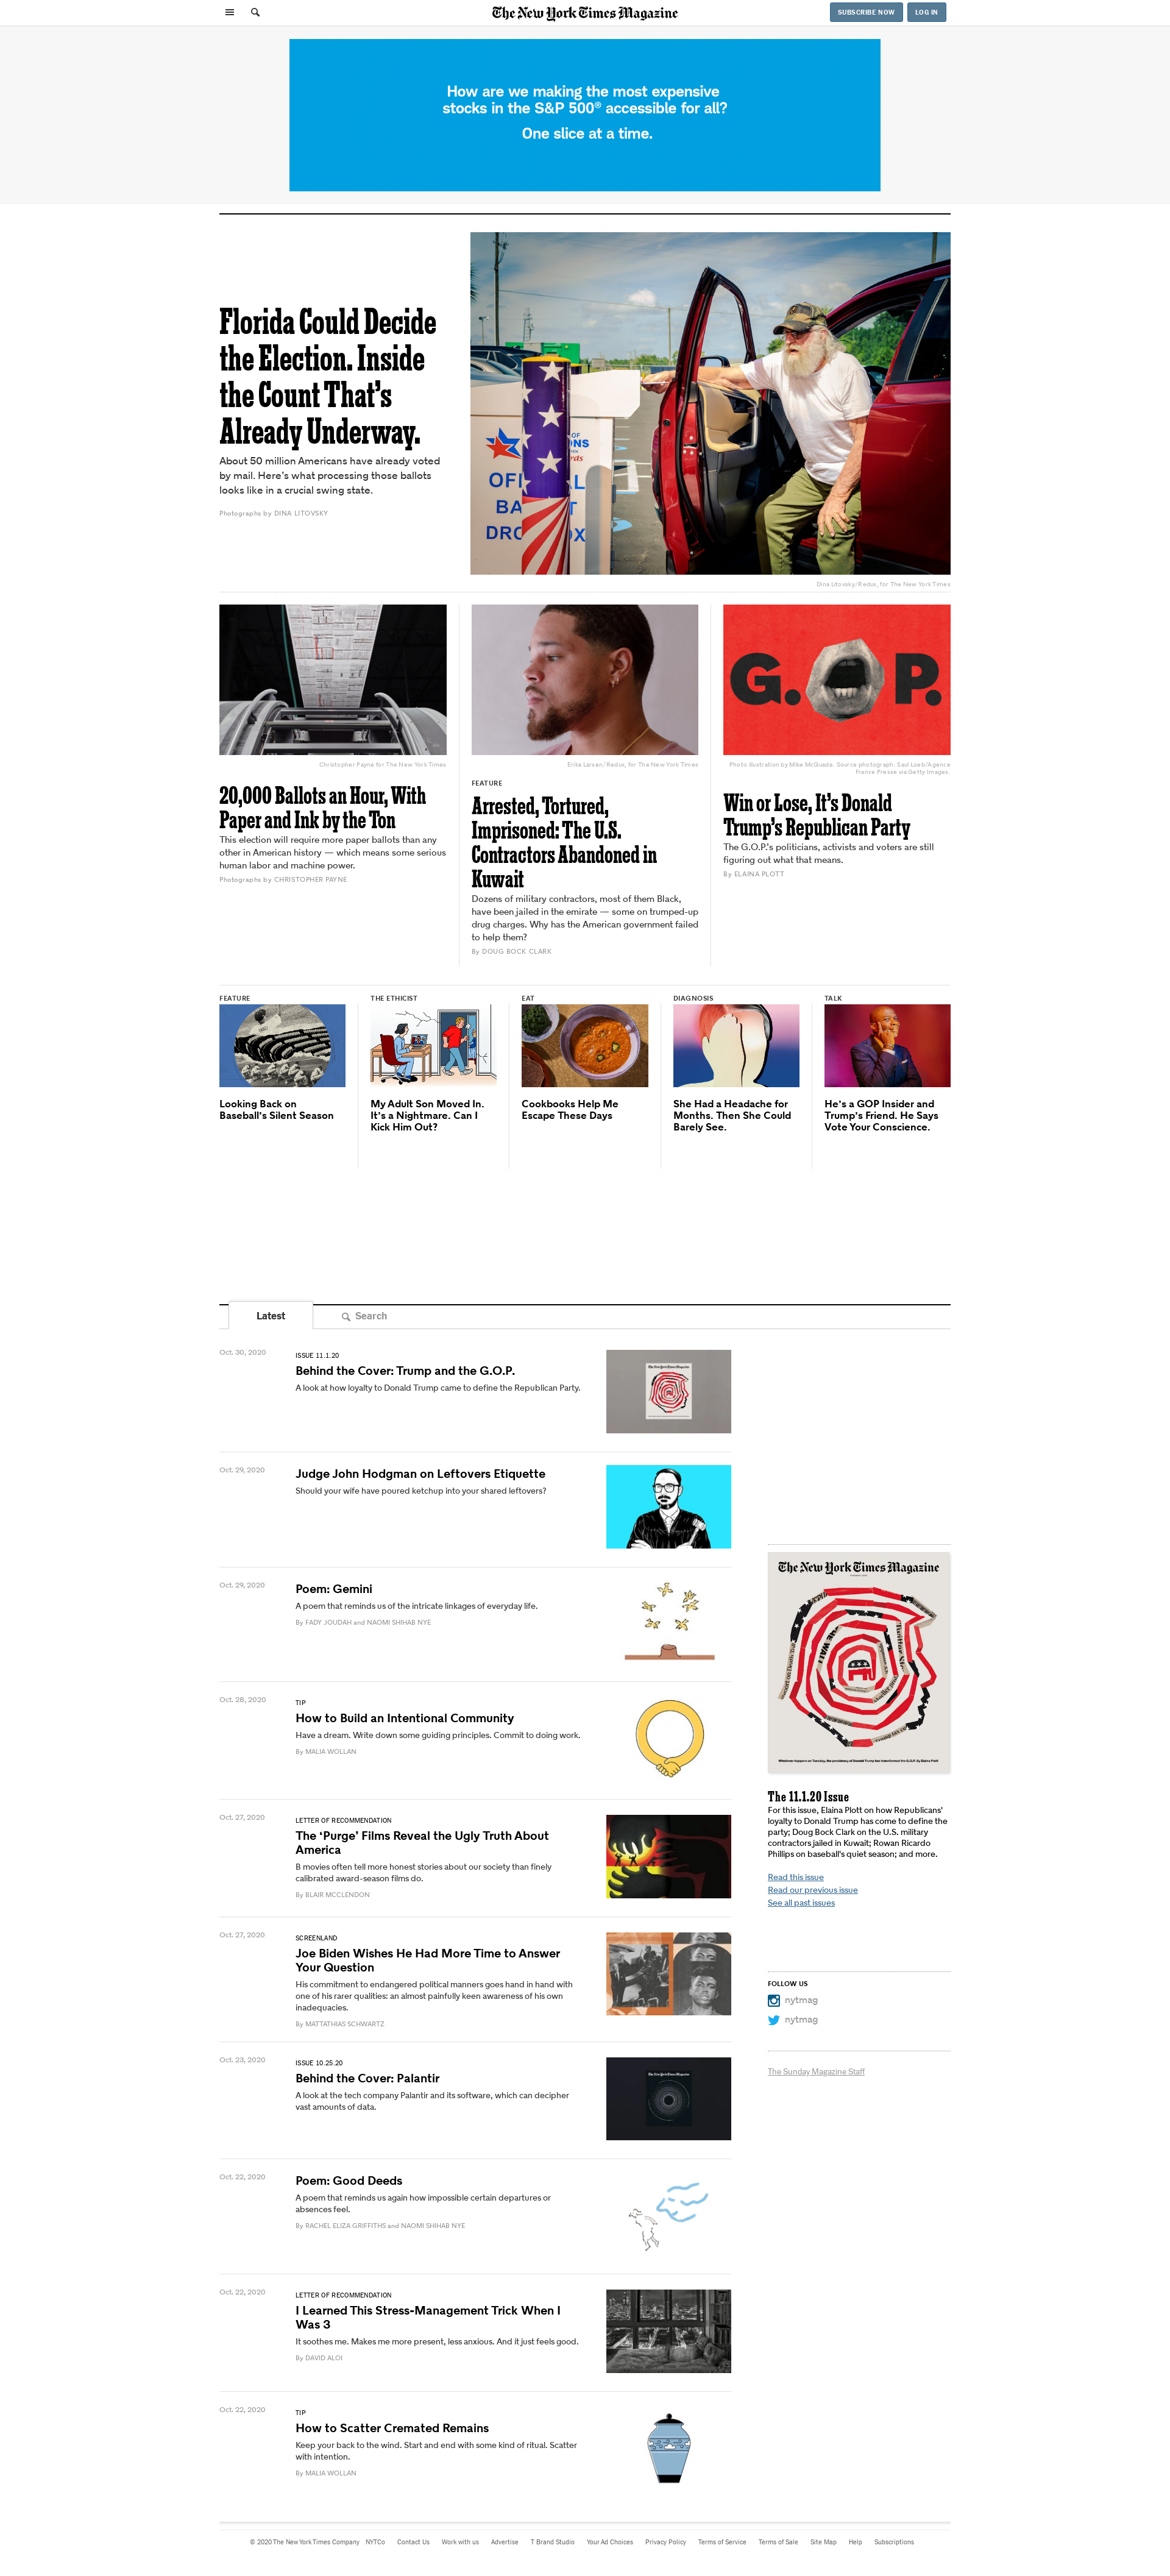 The New York Times Magazine
SUBSCRIBE NOW
LOG IN
How are we making the most expensive
stocks in the S&P 500® accessible for all?
One slice at a time.
Florida Could Decide
the Election. Inside
the Count That’s
Already Underway.
About 50 million Americans have already voted
by mail. Here’s what processing those ballots
looks like in a crucial swing state.
Photographs by DINA LITOVSKY
Dina Litovsky/Redux, for The New York Times
Christopher Payne for The New York Times
20,000 Ballots an Hour, With
Paper and Ink by the Ton
This election will require more paper ballots than any
other in American history — which means some serious
human labor and machine power.
Photographs by CHRISTOPHER PAYNE
Erika Larsen/Redux, for The New York Times
FEATURE
Arrested, Tortured,
Imprisoned: The U.S.
Contractors Abandoned in
Kuwait
Dozens of military contractors, most of them Black,
have been jailed in the emirate — some on trumped-up
drug charges. Why has the American government failed
to help them?
By DOUG BOCK CLARK
G.O.P.
Photo illustration by Mike McQuade. Source photograph: Saul Loeb/Agence
France Presse via Getty Images.
Win or Lose, It’s Donald
Trump’s Republican Party
The G.O.P.’s politicians, activists and voters are still
figuring out what that means.
By ELAINA PLOTT
FEATURE
Looking Back on
Baseball’s Silent Season
THE ETHICIST
My Adult Son Moved In.
It’s a Nightmare. Can I
Kick Him Out?
EAT
Cookbooks Help Me
Escape These Days
DIAGNOSIS
She Had a Headache for
Months. Then She Could
Barely See.
TALK
He’s a GOP Insider and
Trump’s Friend. He Says
Vote Your Conscience.
Latest
Search
Oct. 30, 2020
ISSUE 11.1.20
Behind the Cover: Trump and the G.O.P.
A look at how loyalty to Donald Trump came to define the Republican Party.
Oct. 29, 2020
Judge John Hodgman on Leftovers Etiquette
Should your wife have poured ketchup into your shared leftovers?
Oct. 29, 2020
Poem: Gemini
A poem that reminds us of the intricate linkages of everyday life.
By FADY JOUDAH and NAOMI SHIHAB NYE
Oct. 28, 2020
TIP
How to Build an Intentional Community
Have a dream. Write down some guiding principles. Commit to doing work.
By MALIA WOLLAN
Oct. 27, 2020
LETTER OF RECOMMENDATION
The ‘Purge’ Films Reveal the Ugly Truth About
America
B movies often tell more honest stories about our society than finely
calibrated award-season films do.
By BLAIR MCCLENDON
Oct. 27, 2020
SCREENLAND
Joe Biden Wishes He Had More Time to Answer
Your Question
His commitment to endangered political manners goes hand in hand with
one of his rarer qualities: an almost painfully keen awareness of his own
inadequacies.
By MATTATHIAS SCHWARTZ
Oct. 23, 2020
ISSUE 10.25.20
Behind the Cover: Palantir
A look at the tech company Palantir and its software, which can decipher
vast amounts of data.
Oct. 22, 2020
Poem: Good Deeds
A poem that reminds us again how impossible certain departures or
absences feel.
By RACHEL ELIZA GRIFFITHS and NAOMI SHIHAB NYE
Oct. 22, 2020
LETTER OF RECOMMENDATION
I Learned This Stress-Management Trick When I
Was 3
It soothes me. Makes me more present, less anxious. And it just feels good.
By DAVID ALOI
Oct. 22, 2020
TIP
How to Scatter Cremated Remains
Keep your back to the wind. Start and end with some kind of ritual. Scatter
with intention.
By MALIA WOLLAN
The New York Times Magazine
Whatever happens on Tuesday, the presidency of Donald Trump has transformed the G.O.P. By Elaina Plott
The 11.1.20 Issue
For this issue, Elaina Plott on how Republicans’
loyalty to Donald Trump has come to define the
party; Doug Bock Clark on the U.S. military
contractors jailed in Kuwait; Rowan Ricardo
Phillips on baseball’s quiet season; and more.
Read this issue
Read our previous issue
See all past issues
FOLLOW US
nytmag
nytmag
The Sunday Magazine Staff
© 2020 The New York Times Company NYTCo Contact Us Work with us Advertise T Brand Studio Your Ad Choices Privacy Policy Terms of Service Terms of Sale Site Map Help Subscriptions